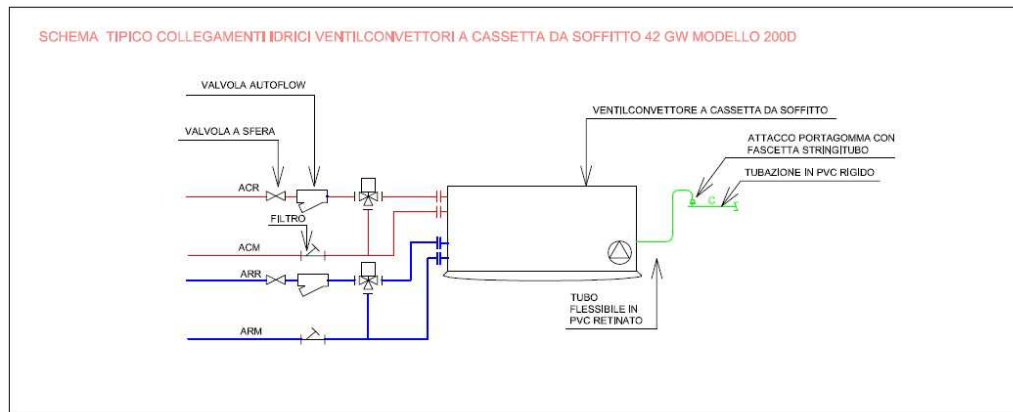 SCHEMA TIPICO COLLEGAMENTI IDRICI VENTILCONVETTORI A CASSETTA DA SOFFITTO 42 GW MODELLO 200D
VALVOLA AUTOFLOW
VENTILCONVETTORE A CASSETTA DA SOFFITTO
VALVOLA A SFERA
ATTACCO PORTAGOMMA CON
FASCETTA STRINGITUBO
TUBAZIONE IN PVC RIGIDO
ACR
C
FILTRO
ACM
ARR
TUBO
FLESSIBILE IN
PVC RETINATO
ARM